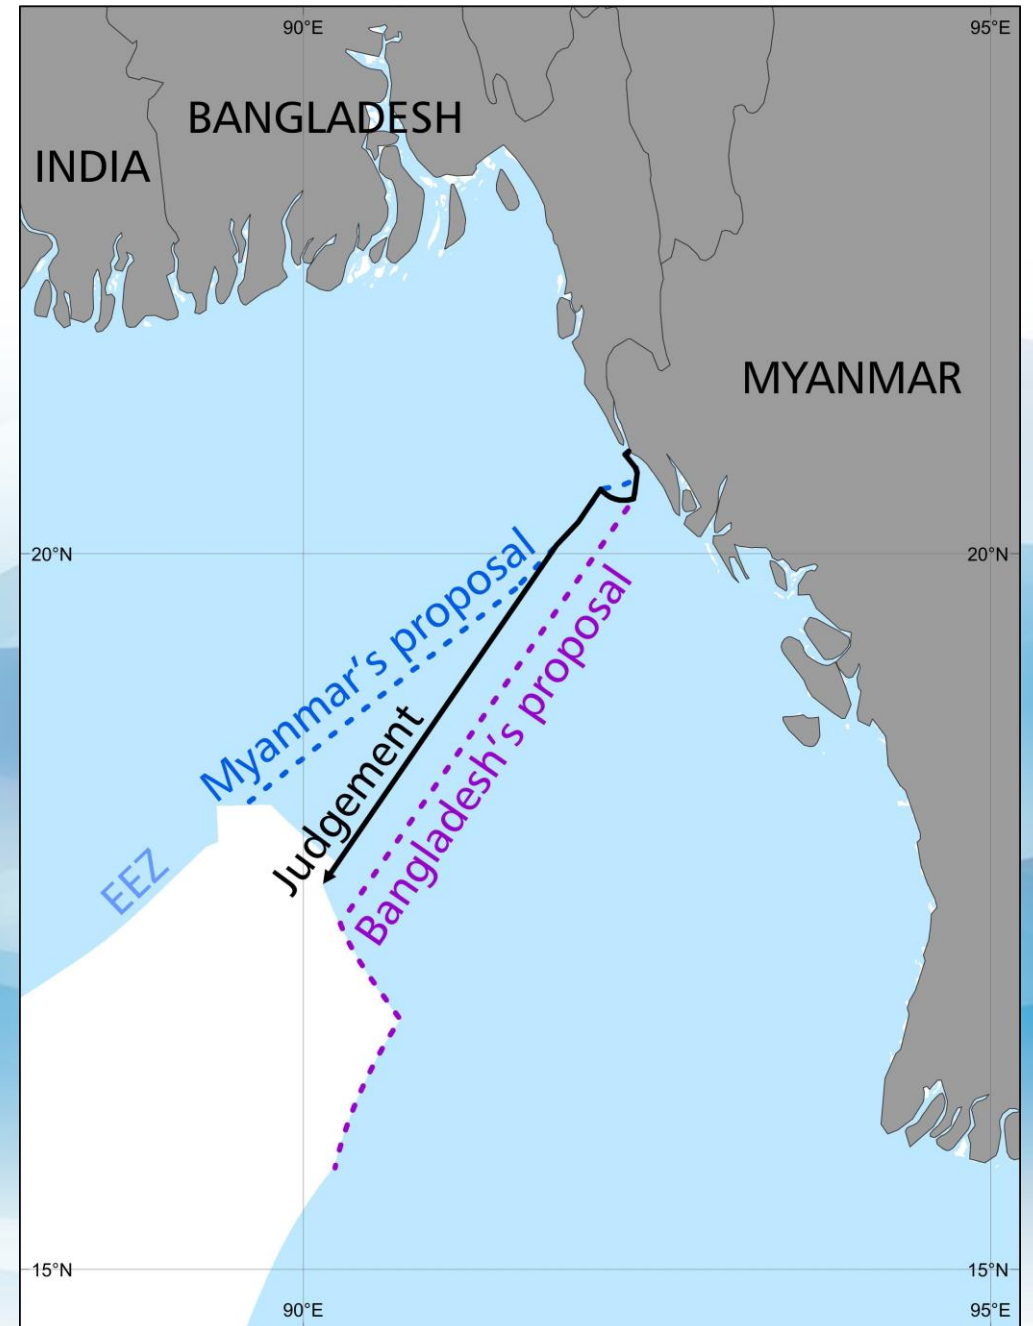 90°E
95°E
BANGLADESH
INDIA
MYANMAR
20°N
20°N
Myanmar's proposal
Bangladesh's proposal
Judgement
EEZ
15°N
15°N
90°E
95°E